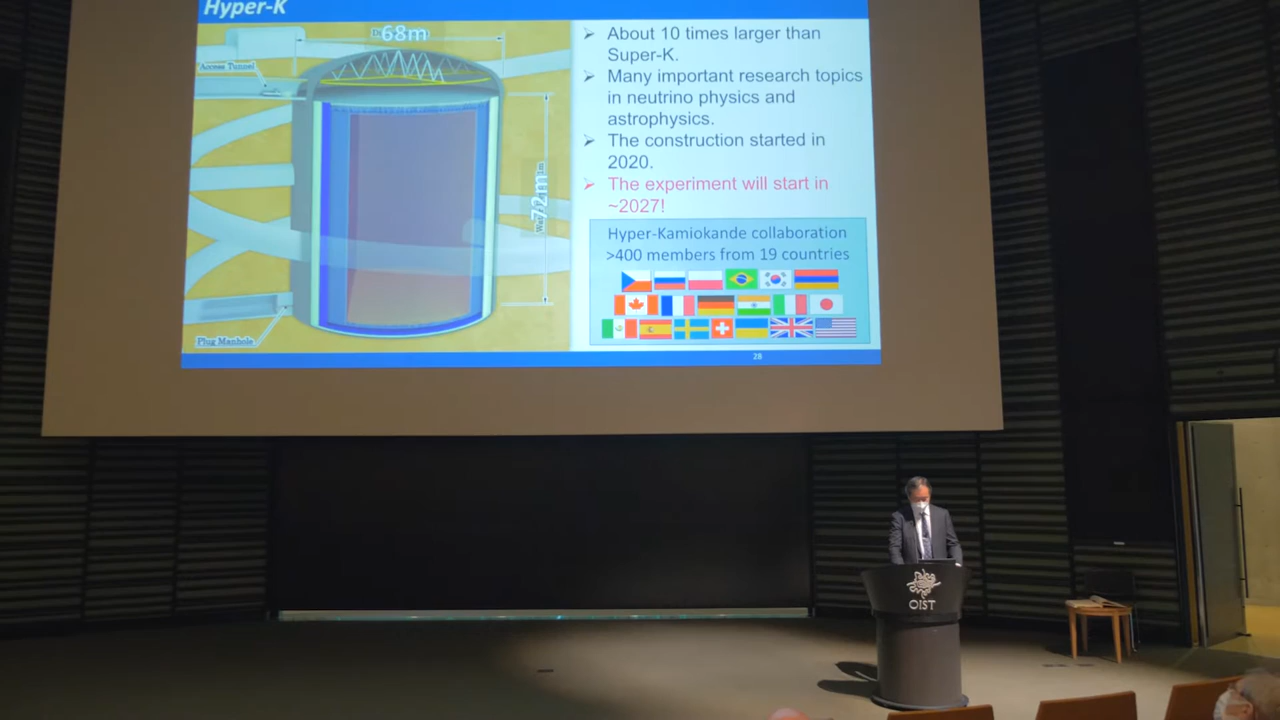 Hyper-K
68m
Access Tunnel
72m
Plug Manhole
About 10 times larger than
Super-K.
Many important research topics
in neutrino physics and
astrophysics.
The construction started in
2020.
The experiment will start in
~2027!
Hyper-Kamiokande collaboration
>400 members from 19 countries
28
OIST